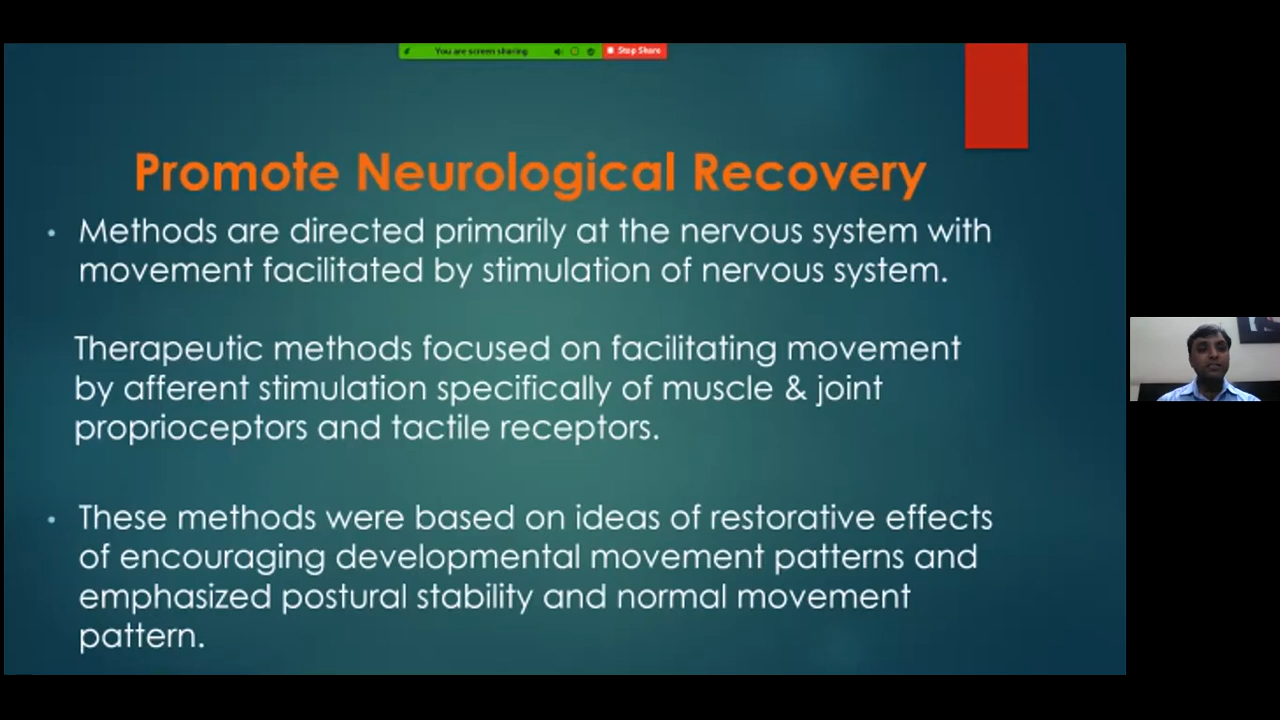 You are screen sharing Stop Share
Promote Neurological Recovery
• Methods are directed primarily at the nervous system with
movement facilitated by stimulation of nervous system.
Therapeutic methods focused on facilitating movement
by afferent stimulation specifically of muscle & joint
proprioceptors and tactile receptors.
• These methods were based on ideas of restorative effects
of encouraging developmental movement patterns and
emphasized postural stability and normal movement
pattern.